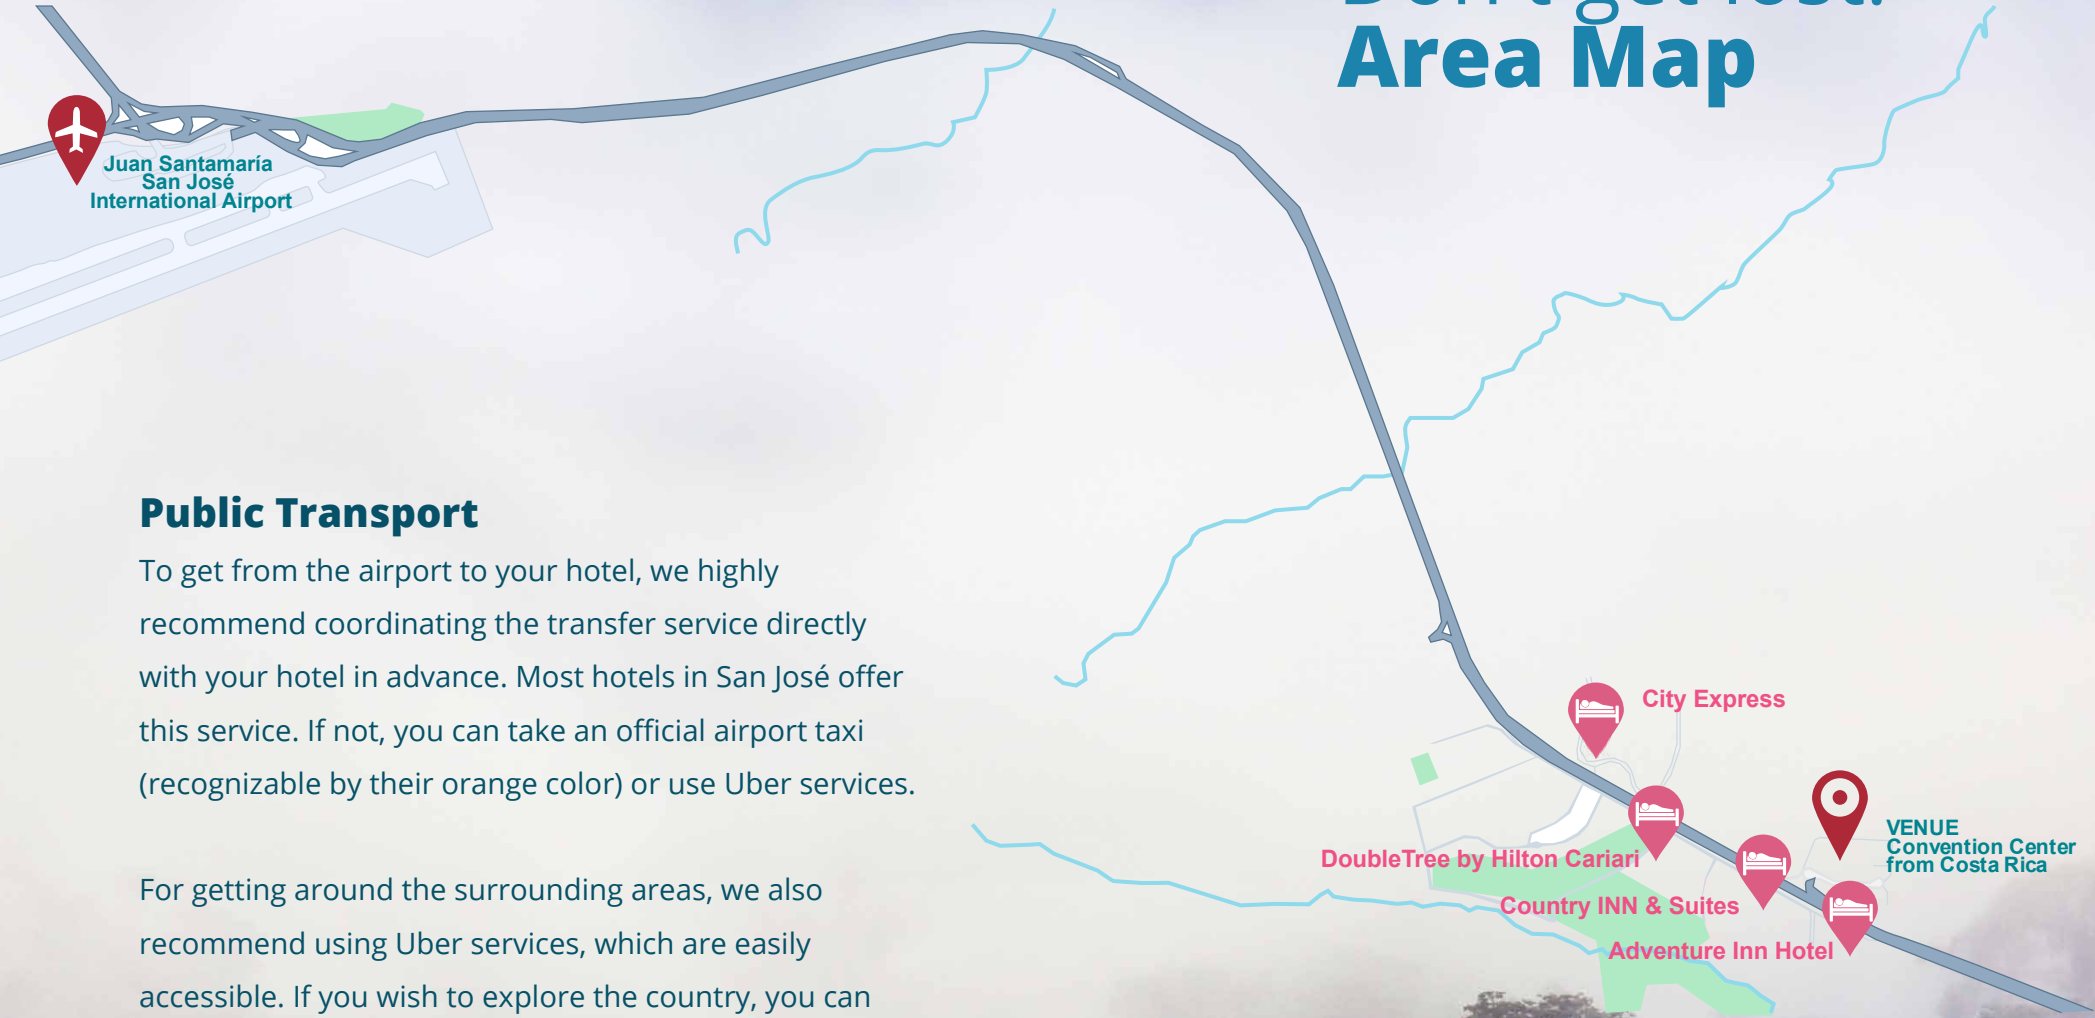 Don't get lost!
Area Map
Juan Santamaría
San José
International Airport
Public Transport
To get from the airport to your hotel, we highly
recommend coordinating the transfer service directly
with your hotel in advance. Most hotels in San José offer
this service. If not, you can take an official airport taxi
(recognizable by their orange color) or use Uber services.
For getting around the surrounding areas, we also
recommend using Uber services, which are easily
accessible. If you wish to explore the country, you can
City Express
DoubleTree by Hilton Cariari
Country INN & Suites
Adventure Inn Hotel
VENUE
Convention Center
from Costa Rica